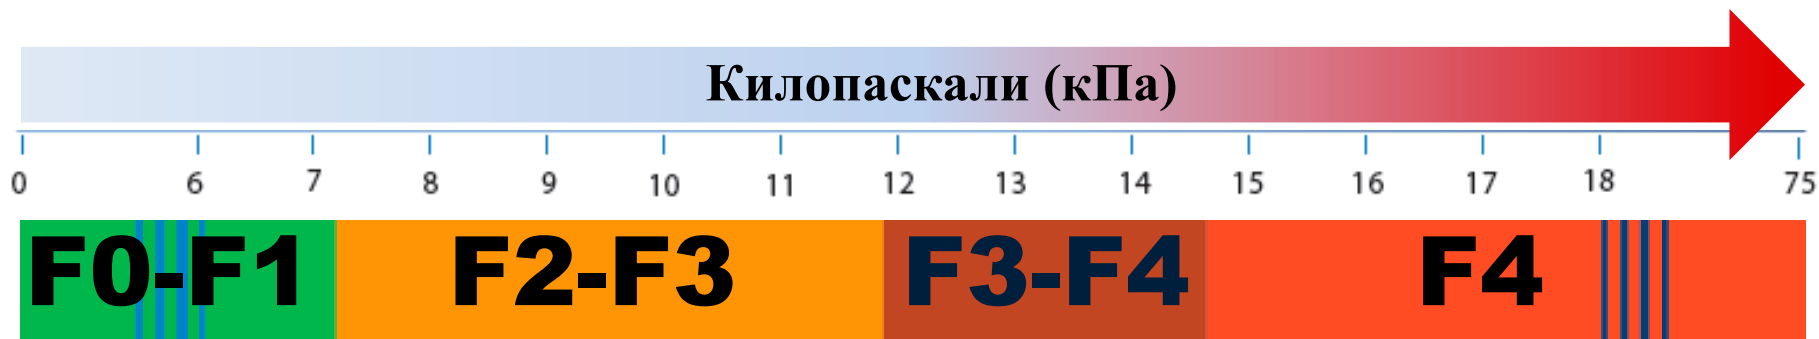 Килопаскали (кПа)
0 6 7 8 9 10 11 12 13 14 15 16 17 18 75
F0-F1 F2-F3 F3-F4 F4